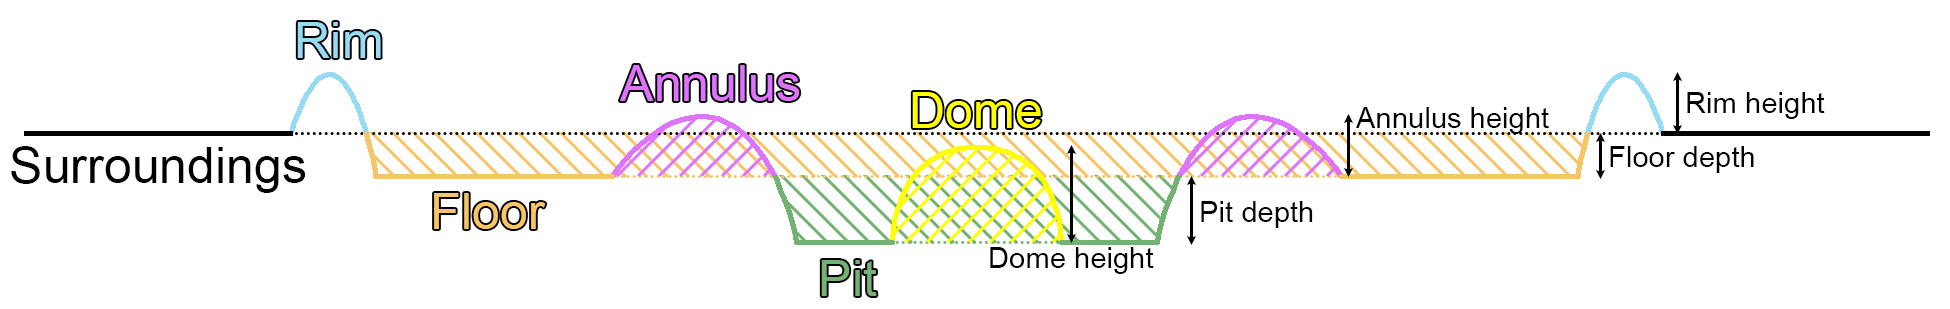 Rim
Annulus
Dome
Rim height
Annulus height
Surroundings
Floor depth
Floor
Pit depth
Dome height
Pit